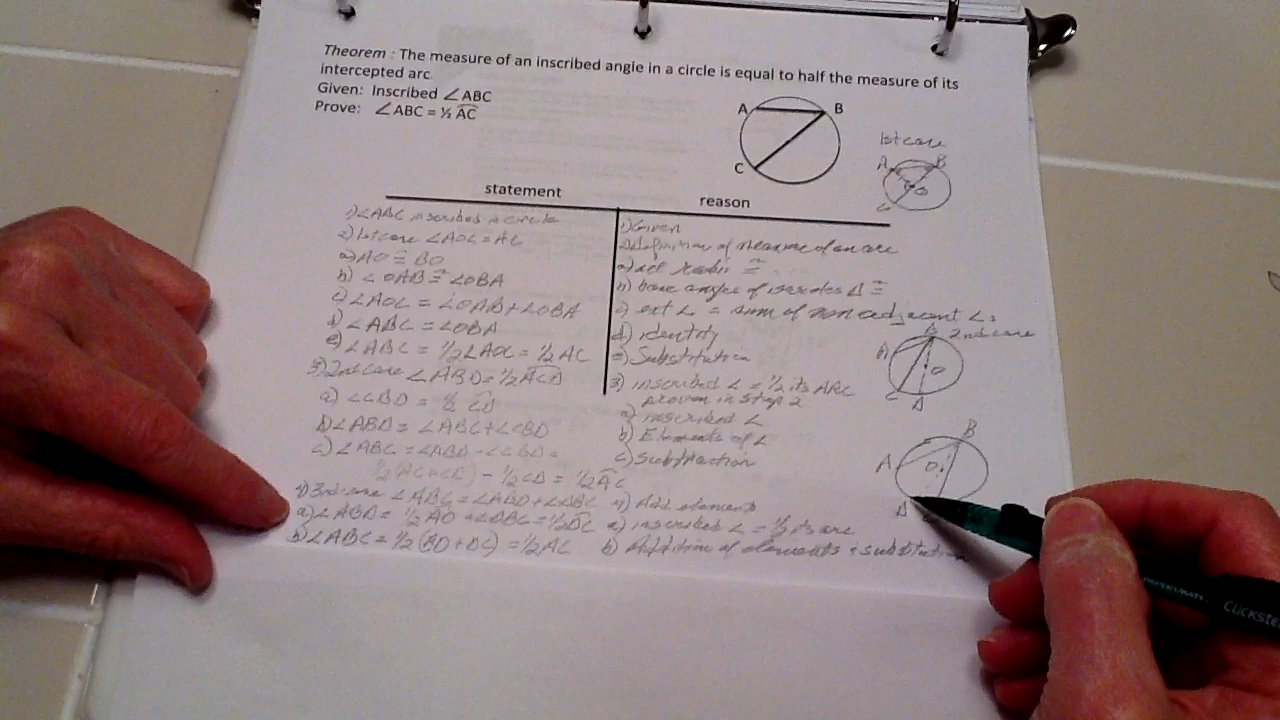 Theorem : The measure of an inscribed angle in a circle is equal to half the measure of its
intercepted arc.
Given: Inscribed ∠ABC
Prove: ∠ABC = ½ AC
A B
C
1st case
A B
O
C
statement reason
1) ∠ABC inscribed in circle
2) 1st case ∠AOC = AC
a) AO ≅ BO
b) ∠OAB ≅ ∠OBA
c) ∠AOC = ∠OAB + ∠OBA
d) ∠ABC = ∠OBA
e) ∠ABC = 1/2 ∠AOC = 1/2 AC
3) 2nd case ∠ABD = 1/2 ACD
a) ∠CBD = 1/2 CD
b) ∠ABD = ∠ABC + ∠CBD
c) ∠ABC = ∠ABD - ∠CBD =
1/2 (AC + CD) - 1/2 CD = 1/2 AC
4) 3rd case ∠ABC = ∠ABD + ∠DBC
a) ∠ABD = 1/2 AD ∠DBC = 1/2 DC
b) ∠ABC = 1/2 (AD + DC) = 1/2 AC
1) Given
2) definition of measure of an arc
a) all radii ≅
b) base angles of isosceles Δ ≅
c) ext ∠ = sum of non adjacent ∠s
d) identity
e) Substitution
3) inscribed ∠ = 1/2 its ARC
proven in step 2
a) inscribed ∠
b) Elements of ∠
c) Subtraction
4) Add elements
a) inscribed ∠ = 1/2 its arc
b) Addition of elements & substitution
B 2nd case
A
O
C D
B
A
O
D
PAPERMATE CLICKSTE